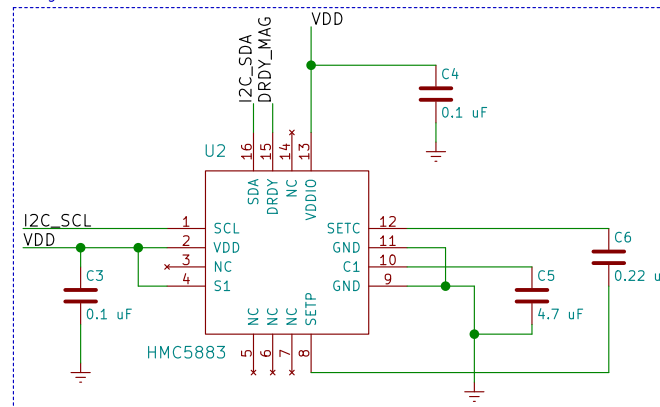 VDD
I2C_SDA
DRDY_MAG
C4
0.1 uF
U2
16
15
14
13
SDA
DRDY
NC
VDDIO
I2C_SCL
1
SCL
SETC
12
VDD
2
VDD
GND
11
C6
3
NC
C1
10
0.22 u
C3
4
S1
GND
9
C5
0.1 uF
4.7 uF
NC
NC
NC
SETP
HMC5883
5
6
7
8